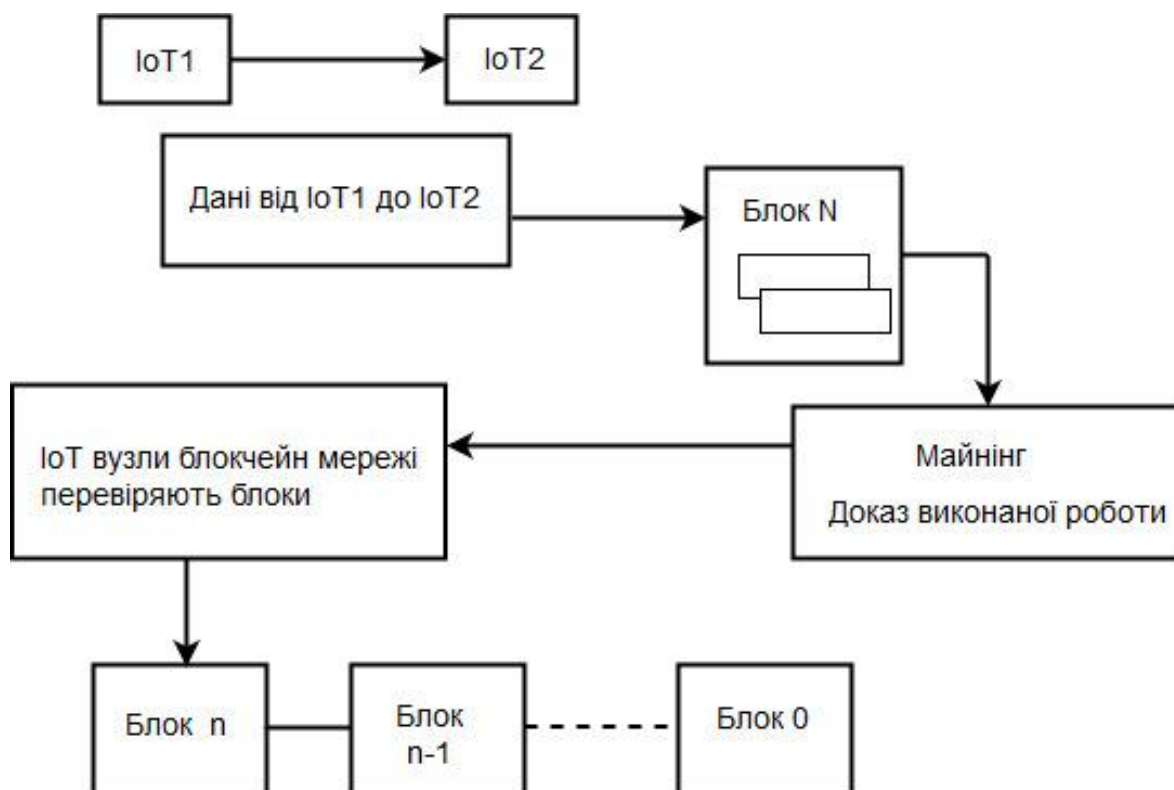 IoT1
IoT2
Дані від IoT1 до IoT2
Блок N
Майнінг
Доказ виконаної роботи
IoT вузли блокчейн мережі
перевіряють блоки
Блок n
Блок
n-1
Блок 0